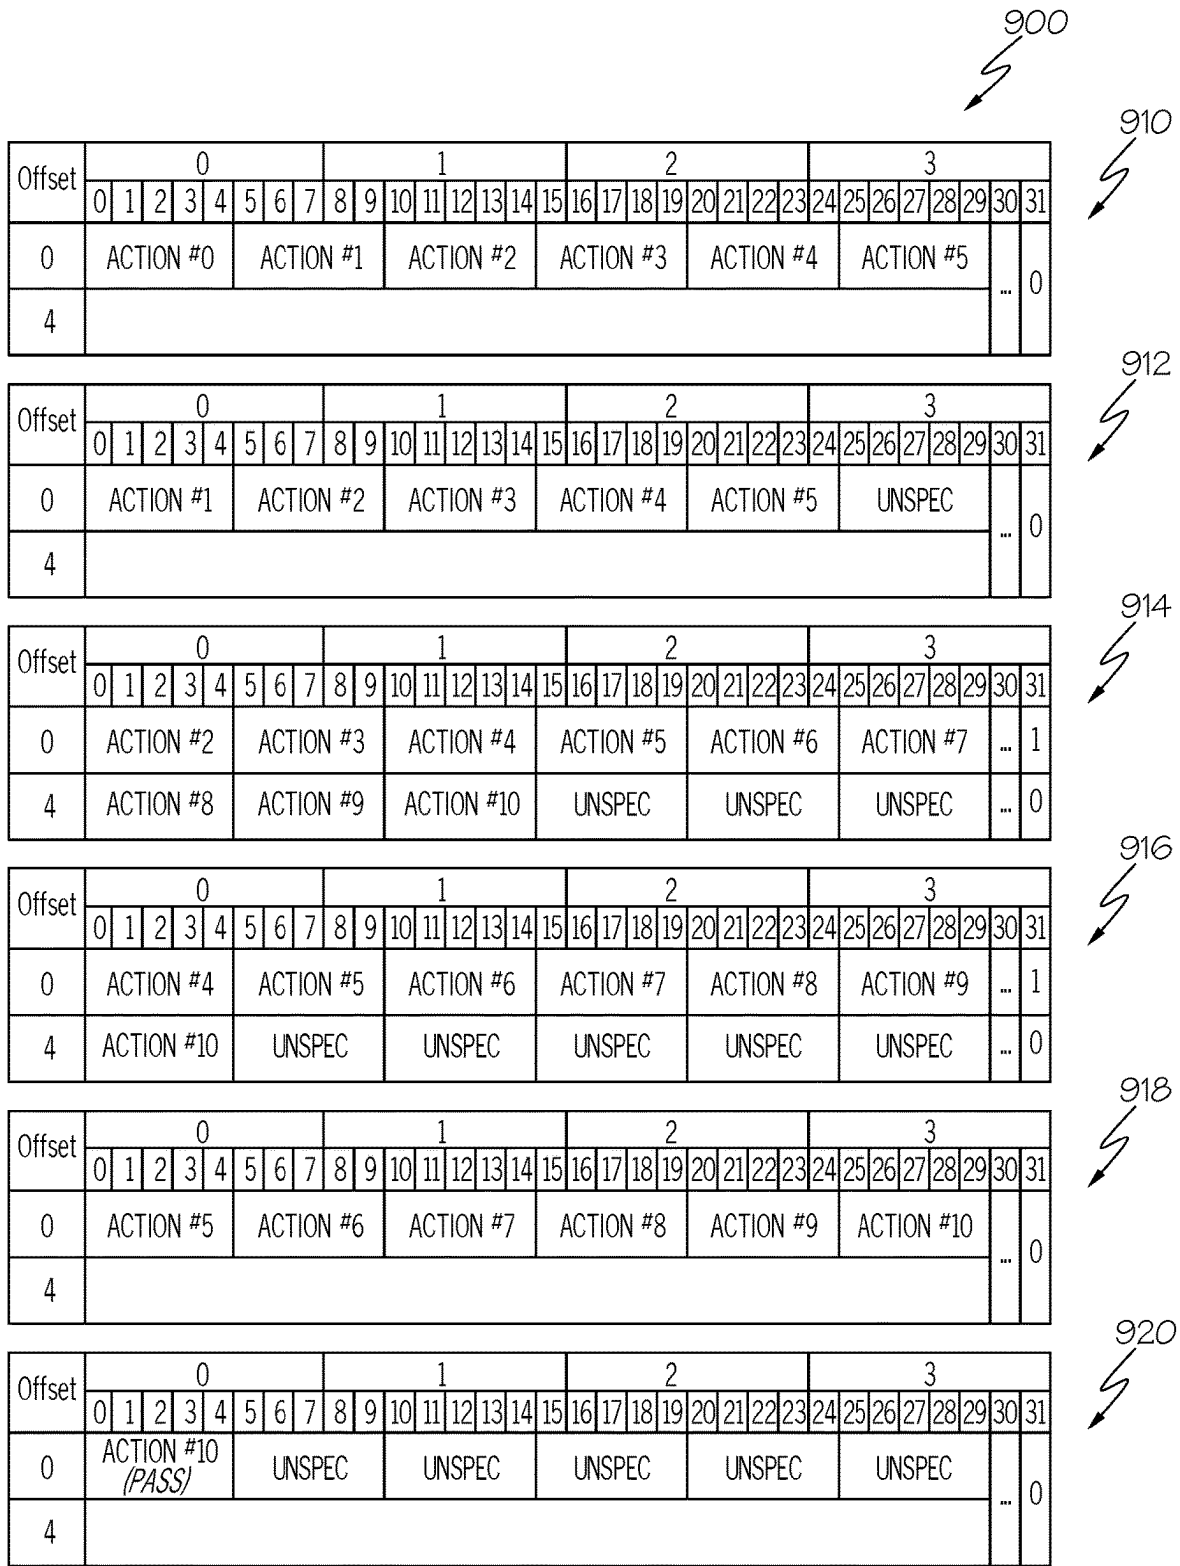 900
910
Offset 0 1 2 3
0 1 2 3 4 5 6 7 8 9 10 11 12 13 14 15 16 17 18 19 20 21 22 23 24 25 26 27 28 29 30 31
0 ACTION #0 ACTION #1 ACTION #2 ACTION #3 ACTION #4 ACTION #5 ... 0
4
912
Offset 0 1 2 3
0 1 2 3 4 5 6 7 8 9 10 11 12 13 14 15 16 17 18 19 20 21 22 23 24 25 26 27 28 29 30 31
0 ACTION #1 ACTION #2 ACTION #3 ACTION #4 ACTION #5 UNSPEC ... 0
4
914
Offset 0 1 2 3
0 1 2 3 4 5 6 7 8 9 10 11 12 13 14 15 16 17 18 19 20 21 22 23 24 25 26 27 28 29 30 31
0 ACTION #2 ACTION #3 ACTION #4 ACTION #5 ACTION #6 ACTION #7 ... 1
4 ACTION #8 ACTION #9 ACTION #10 UNSPEC UNSPEC UNSPEC ... 0
916
Offset 0 1 2 3
0 1 2 3 4 5 6 7 8 9 10 11 12 13 14 15 16 17 18 19 20 21 22 23 24 25 26 27 28 29 30 31
0 ACTION #4 ACTION #5 ACTION #6 ACTION #7 ACTION #8 ACTION #9 ... 1
4 ACTION #10 UNSPEC UNSPEC UNSPEC UNSPEC UNSPEC ... 0
918
Offset 0 1 2 3
0 1 2 3 4 5 6 7 8 9 10 11 12 13 14 15 16 17 18 19 20 21 22 23 24 25 26 27 28 29 30 31
0 ACTION #5 ACTION #6 ACTION #7 ACTION #8 ACTION #9 ACTION #10 ... 0
4
920
Offset 0 1 2 3
0 1 2 3 4 5 6 7 8 9 10 11 12 13 14 15 16 17 18 19 20 21 22 23 24 25 26 27 28 29 30 31
0 ACTION #10 (PASS) UNSPEC UNSPEC UNSPEC UNSPEC UNSPEC ... 0
4